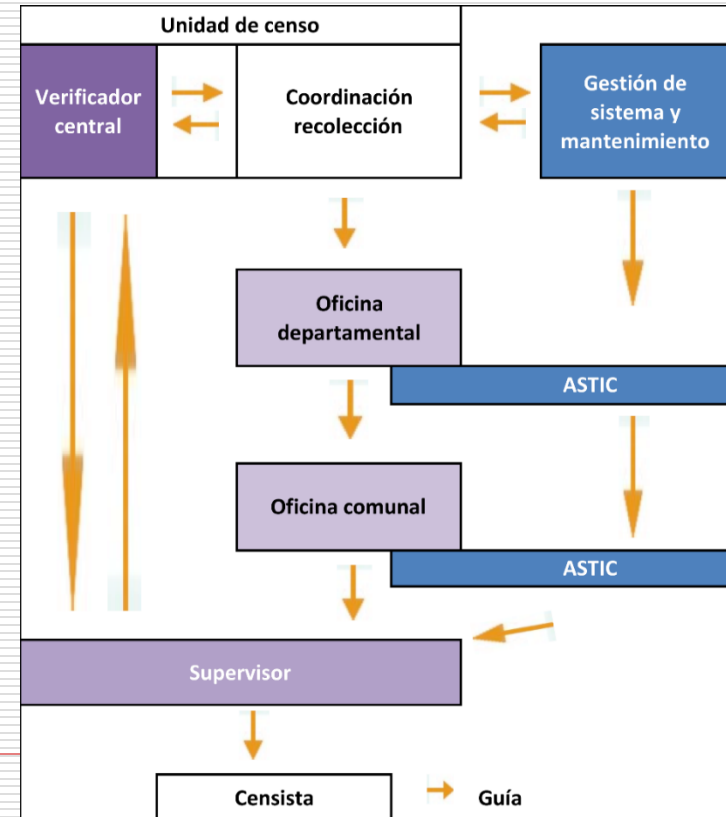 Unidad de censo
Verificador
central
Coordinación
recolección
Gestión de
sistema y
mantenimiento
Oficina
departamental
ASTIC
Oficina comunal
ASTIC
Supervisor
Censista
Guía